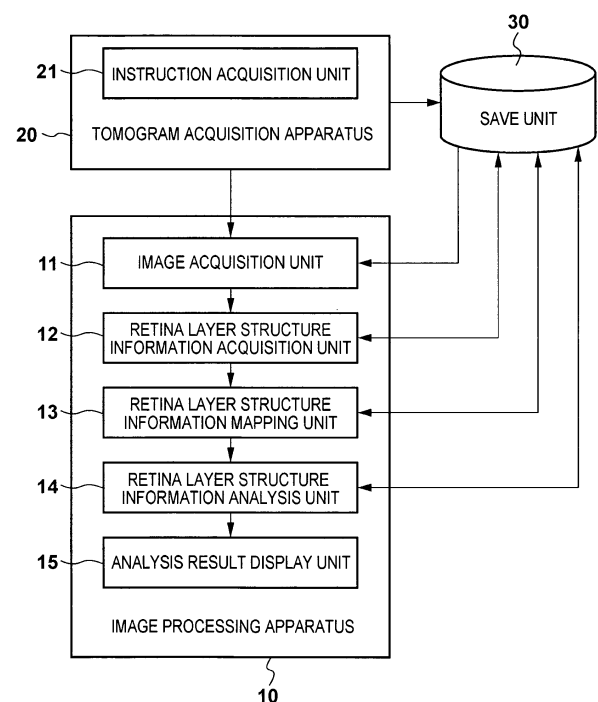 30
21
INSTRUCTION ACQUISITION UNIT
20
TOMOGRAM ACQUISITION APPARATUS
SAVE UNIT
11
IMAGE ACQUISITION UNIT
12
RETINA LAYER STRUCTURE
INFORMATION ACQUISITION UNIT
13
RETINA LAYER STRUCTURE
INFORMATION MAPPING UNIT
14
RETINA LAYER STRUCTURE
INFORMATION ANALYSIS UNIT
15
ANALYSIS RESULT DISPLAY UNIT
IMAGE PROCESSING APPARATUS
10